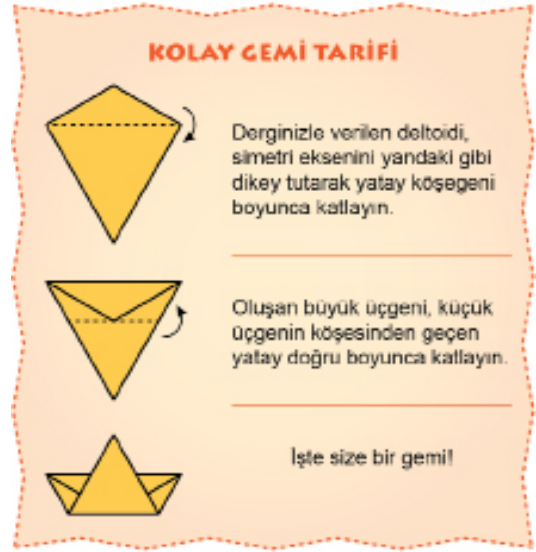 KOLAY GEMİ TARİFİ
Derginizle verilen deltoidi,
simetri eksenini yandaki gibi
dikey tutarak yatay köşegeni
boyunca katlayın.
Oluşan büyük üçgeni, küçük
üçgenin köşesinden geçen
yatay doğru boyunca katlayın.
İşte size bir gemi!